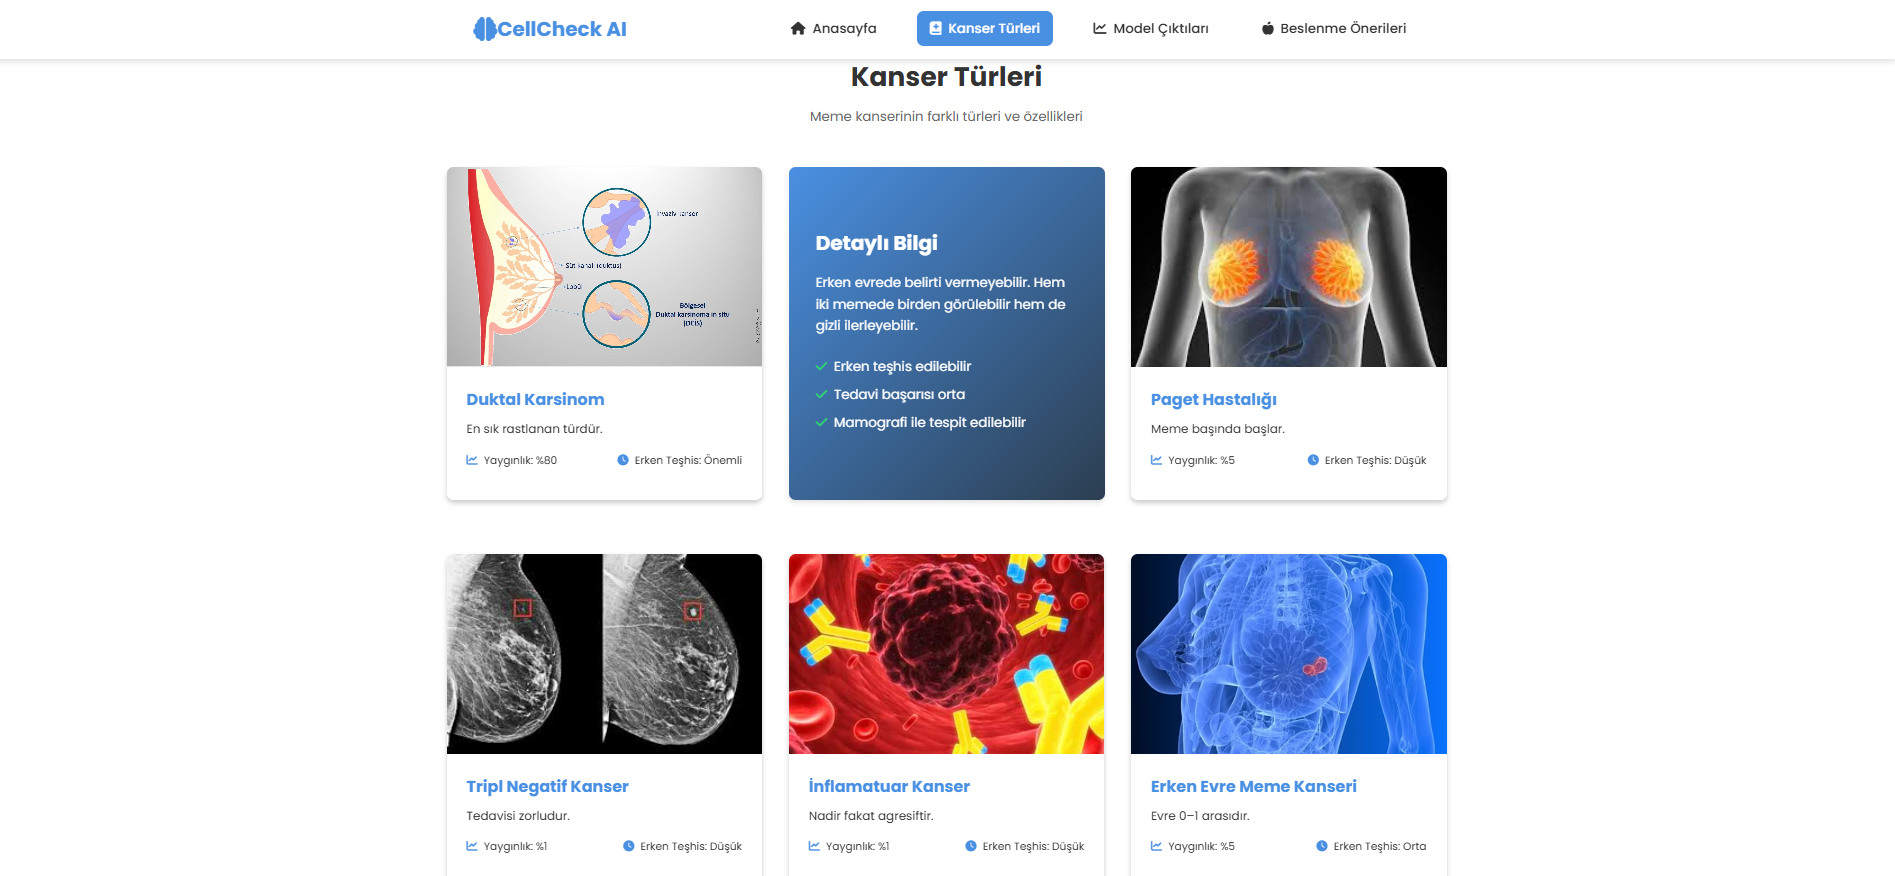 CellCheck AI
Anasayfa
Kanser Türleri
Model Çıktıları
Beslenme Önerileri
Kanser Türleri
Meme kanserinin farklı türleri ve özellikleri
İnvaziv kanser
Süt kanalı (duktus)
Lobül
Bölgesel
Duktal karsinoma in situ
(DCIS)
Duktal Karsinom
En sık rastlanan türdür.
Yaygınlık: %80
Erken Teşhis: Önemli
Detaylı Bilgi
Erken evrede belirti vermeyebilir. Hem
iki memede birden görülebilir hem de
gizli ilerleyebilir.
Erken teşhis edilebilir
Tedavi başarısı orta
Mamografi ile tespit edilebilir
Paget Hastalığı
Meme başında başlar.
Yaygınlık: %5
Erken Teşhis: Düşük
Tripl Negatif Kanser
Tedavisi zorludur.
Yaygınlık: %1
Erken Teşhis: Düşük
İnflamatuar Kanser
Nadir fakat agresiftir.
Yaygınlık: %1
Erken Teşhis: Düşük
Erken Evre Meme Kanseri
Evre 0–1 arasıdır.
Yaygınlık: %5
Erken Teşhis: Orta